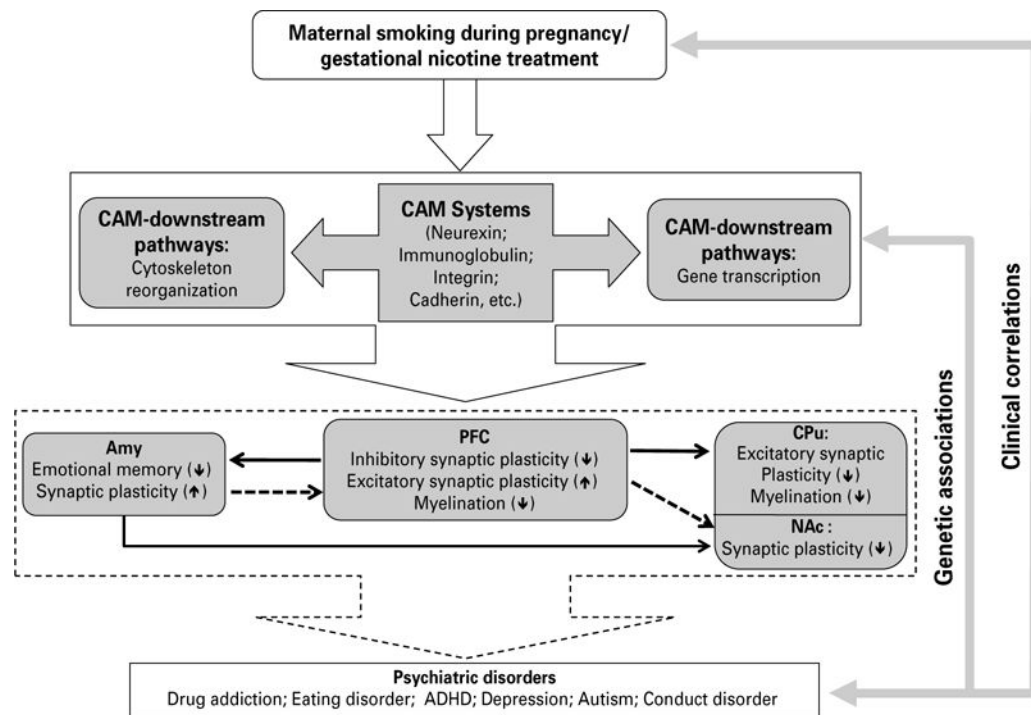 Maternal smoking during pregnancy/
gestational nicotine treatment
CAM-downstream
pathways:
Cytoskeleton
reorganization
CAM Systems
(Neurexin;
Immunoglobulin;
Integrin;
Cadherin, etc.)
CAM-downstream
pathways:
Gene transcription
Amy
Emotional memory (↓)
Synaptic plasticity (↑)
PFC
Inhibitory synaptic plasticity (↓)
Excitatory synaptic plasticity (↑)
Myelination (↓)
CPu:
Excitatory synaptic
Plasticity (↓)
Myelination (↓)
NAc :
Synaptic plasticity (↓)
Psychiatric disorders
Drug addiction; Eating disorder; ADHD; Depression; Autism; Conduct disorder
Genetic associations
Clinical correlations